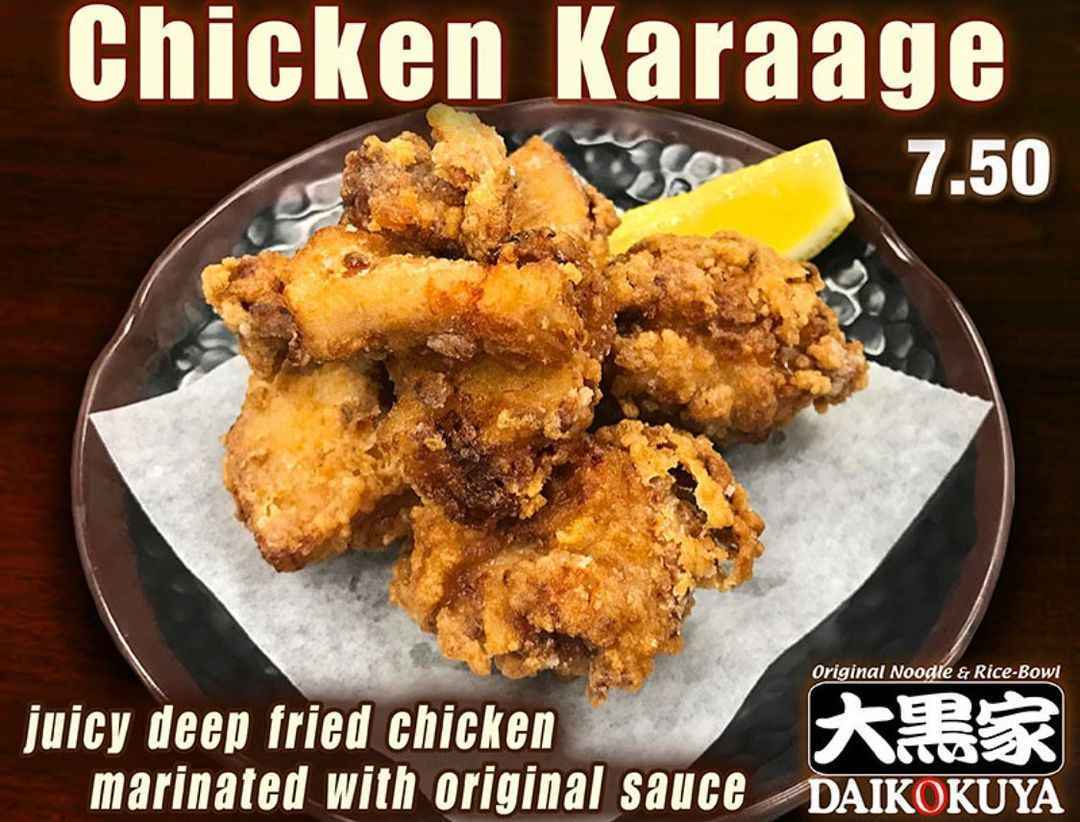 Chicken Karaage
7.50
juicy deep fried chicken
marinated with original sauce
Original Noodle & Rice-Bowl
大黒家
DAIKOKUYA